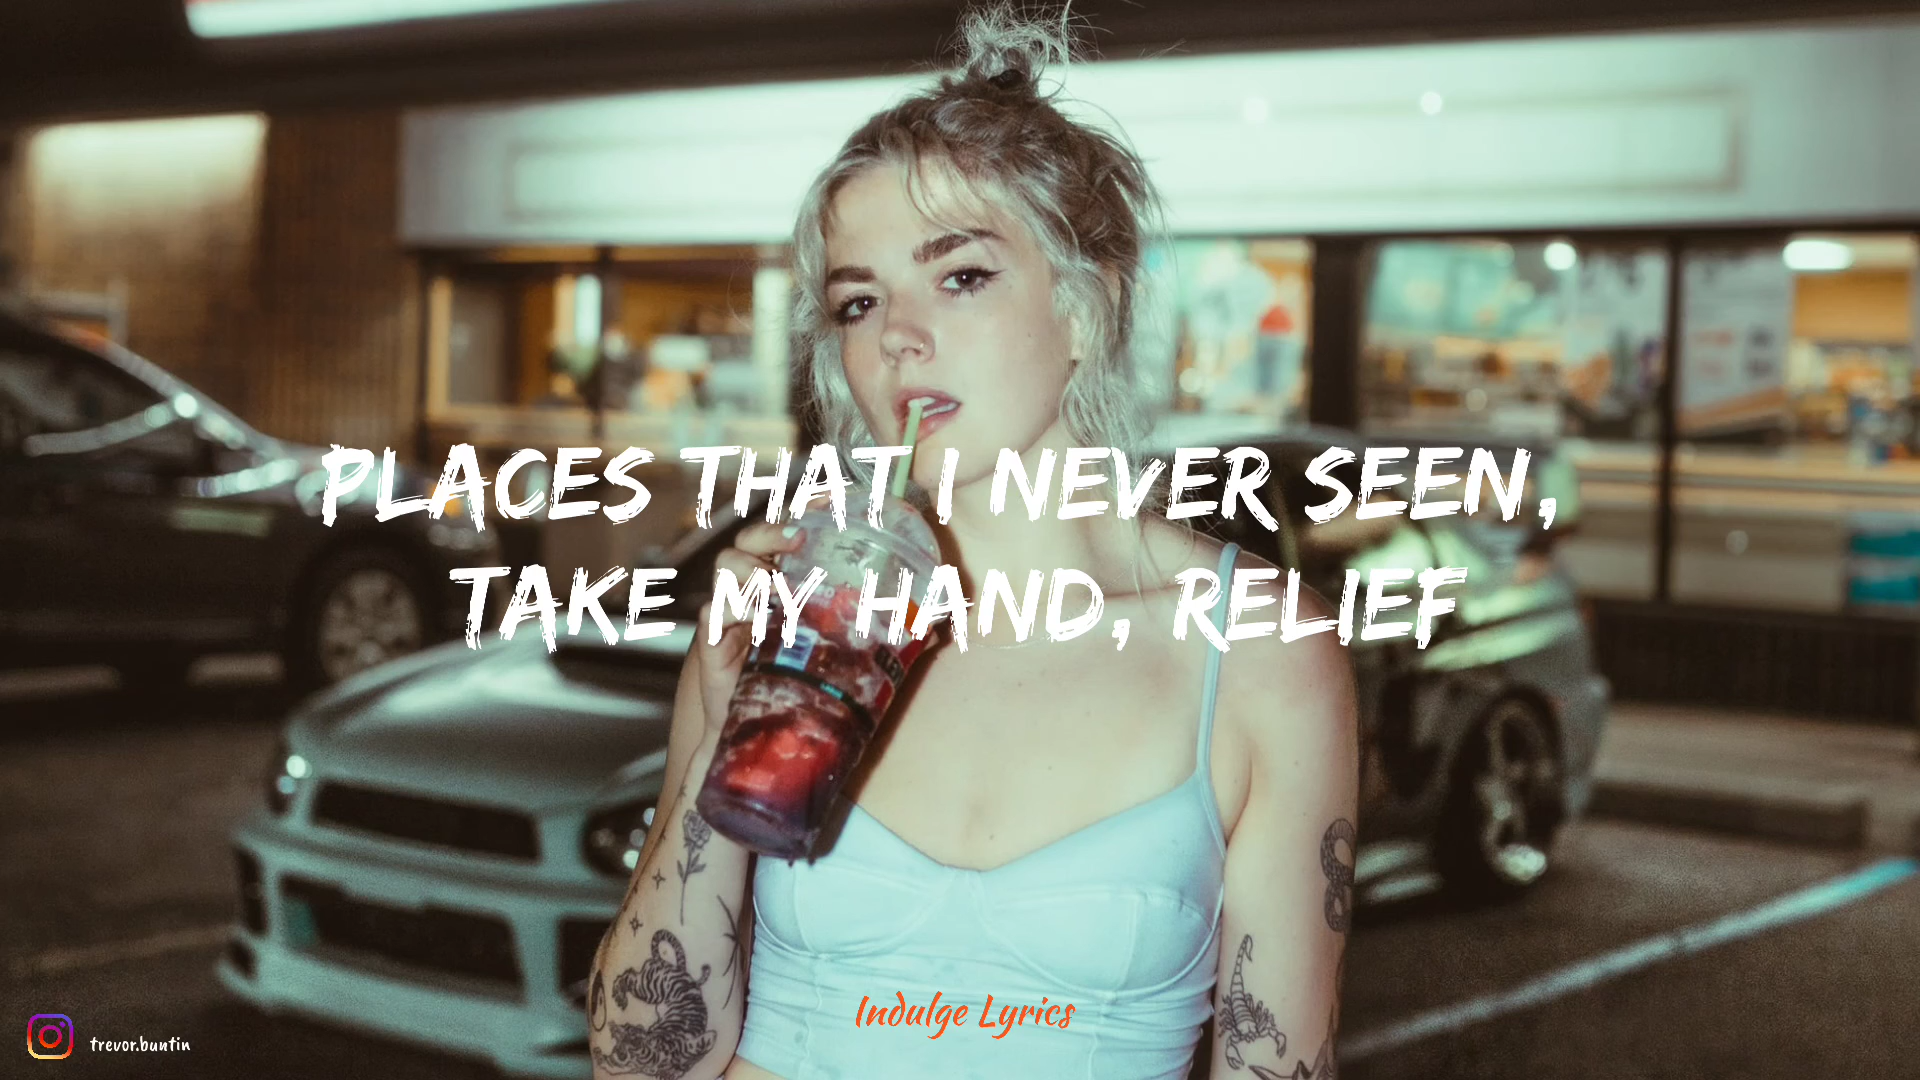 PLACES THAT I NEVER SEEN,
TAKE MY HAND, RELIEF
Indulge Lyrics
trevor.buntin